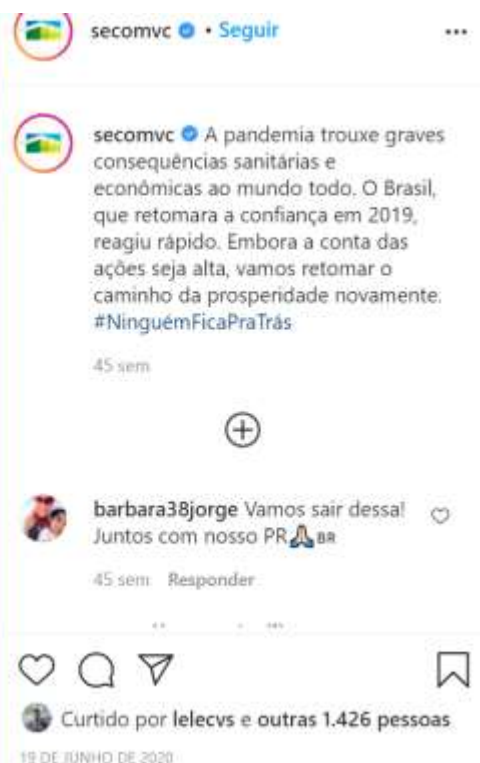 secomvc • Seguir
secomvc A pandemia trouxe graves
consequências sanitárias e
econômicas ao mundo todo. O Brasil,
que retomara a confiança em 2019,
reagiu rápido. Embora a conta das
ações seja alta, vamos retomar o
caminho da prosperidade novamente.
#NinguémFicaPraTrás
45 sem
barbara38jorge Vamos sair dessa!
Juntos com nosso PR🙏🏻BR
45 sem Responder
Curtido por lelecvs e outras 1.426 pessoas
19 DE JUNHO DE 2020